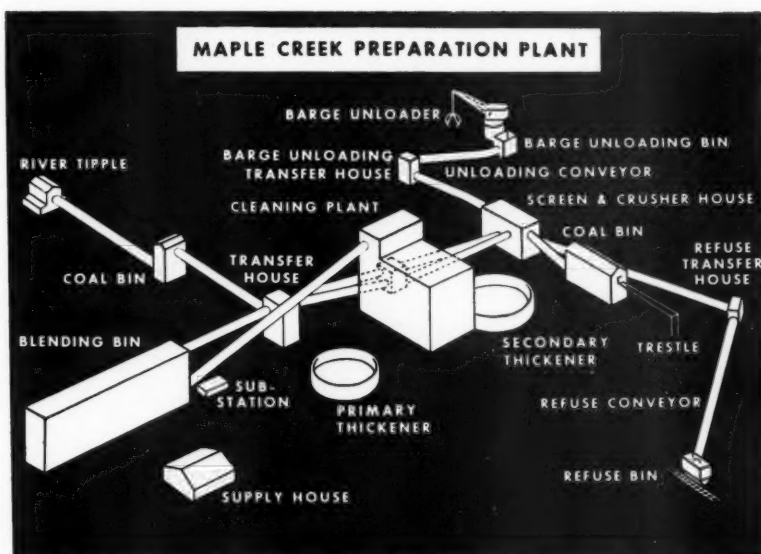 MAPLE CREEK PREPARATION PLANT
BARGE UNLOADER
BARGE UNLOADING BIN
BARGE UNLOADING
TRANSFER HOUSE
UNLOADING CONVEYOR
RIVER TIPPLE
CLEANING PLANT
SCREEN & CRUSHER HOUSE
COAL BIN
REFUSE
TRANSFER
HOUSE
COAL BIN
TRANSFER
HOUSE
BLENDING BIN
SECONDARY
THICKENER
TRESTLE
SUB-
STATION
PRIMARY
THICKENER
REFUSE CONVEYOR
SUPPLY HOUSE
REFUSE BIN